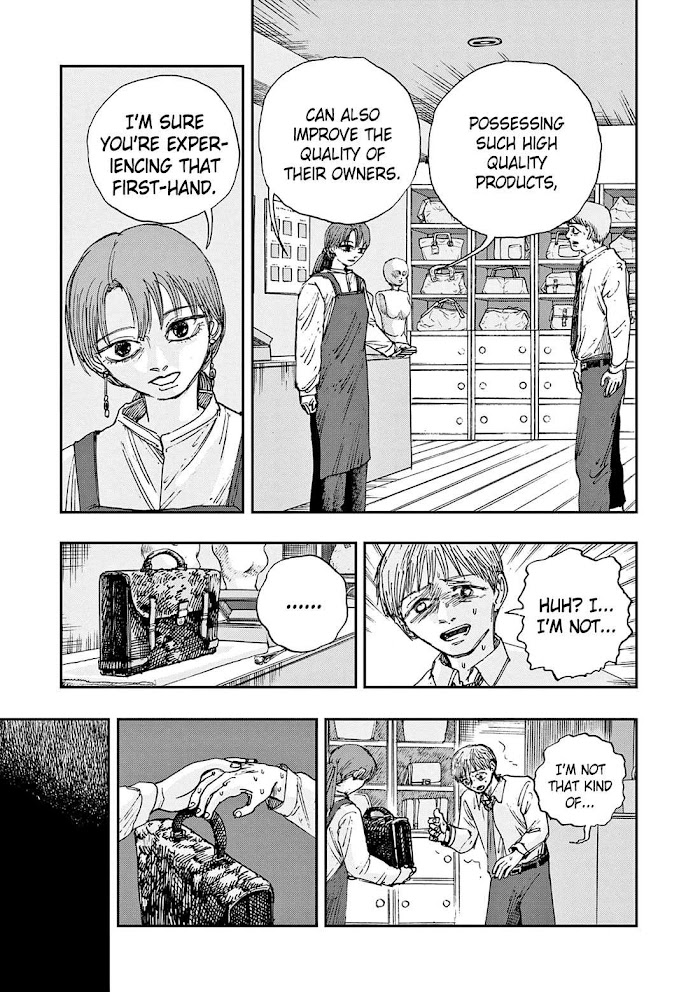 POSSESSING
SUCH HIGH
QUALITY
PRODUCTS,
CAN ALSO
IMPROVE THE
QUALITY OF
THEIR OWNERS.
I'M SURE
YOU'RE EXPER-
IENCING THAT
FIRST-HAND.
HUH? I...
I'M NOT...
......
I'M NOT
THAT KIND
OF...